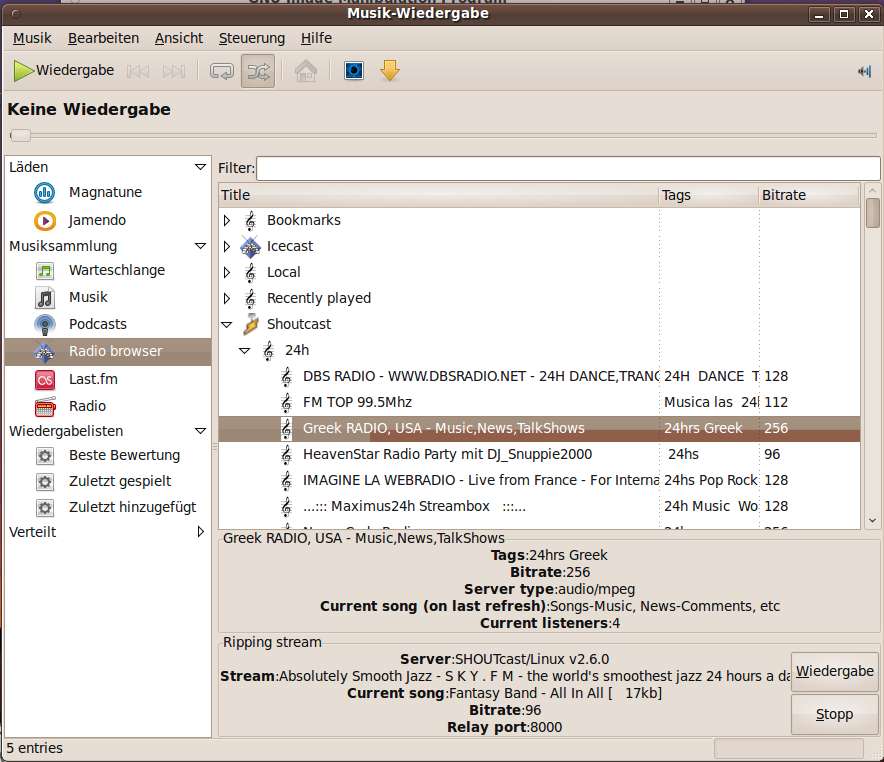 Musik-Wiedergabe
Musik Bearbeiten Ansicht Steuerung Hilfe
Wiedergabe
Keine Wiedergabe
Läden
Magnatune
Jamendo
Musiksammlung
Warteschlange
Musik
Podcasts
Radio browser
Last.fm
Radio
Wiedergabelisten
Beste Bewertung
Zuletzt gespielt
Zuletzt hinzugefügt
Verteilt
Filter:
Title Tags Bitrate
Bookmarks
Icecast
Local
Recently played
Shoutcast
24h
DBS RADIO - WWW.DBSRADIO.NET - 24H DANCE,TRANC 24H DANCE T 128
FM TOP 99.5Mhz Musica las 24 112
Greek RADIO, USA - Music,News,TalkShows 24hrs Greek 256
HeavenStar Radio Party mit DJ_Snuppie2000 24hs 96
IMAGINE LA WEBRADIO - Live from France - For Interna 24hs Pop Rock 128
...::: Maximus24h Streambox :::... 24h Music Wo 128
Greek RADIO, USA - Music,News,TalkShows
Tags:24hrs Greek
Bitrate:256
Server type:audio/mpeg
Current song (on last refresh):Songs-Music, News-Comments, etc
Current listeners:4
Ripping stream
Server:SHOUTcast/Linux v2.6.0
Stream:Absolutely Smooth Jazz - S K Y . F M - the world's smoothest jazz 24 hours a da
Current song:Fantasy Band - All In All [ 17kb]
Bitrate:96
Relay port:8000
Wiedergabe
Stopp
5 entries